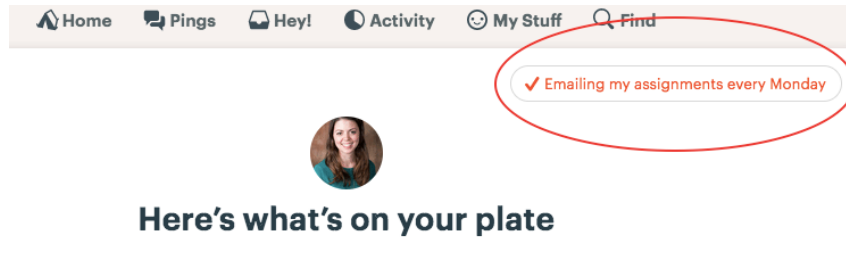 Home Pings Hey! Activity My Stuff Find
✓ Emailing my assignments every Monday
Here's what's on your plate